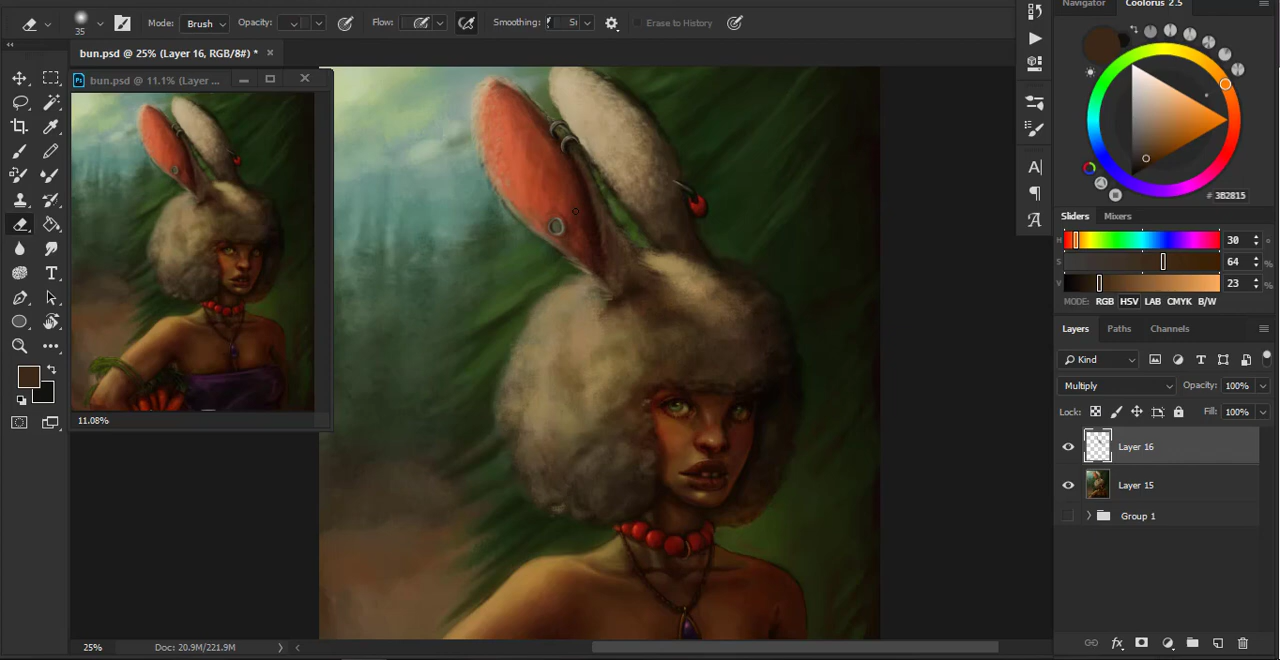 35
Mode: Brush
Opacity:
Flow:
Smoothing:
Erase to History
Navigator
Coolorus 2.5
bun.psd @ 25% (Layer 16, RGB/8#) *
bun.psd @ 11.1% (Layer ...
11.08%
# 3B2815
Sliders
Mixers
H 30 °
S 64 %
V 23 %
MODE: RGB HSV LAB CMYK B/W
Layers Paths Channels
Kind
Multiply
Opacity: 100%
Lock:
Fill: 100%
Layer 16
Layer 15
Group 1
25%
Doc: 20.9M/221.9M